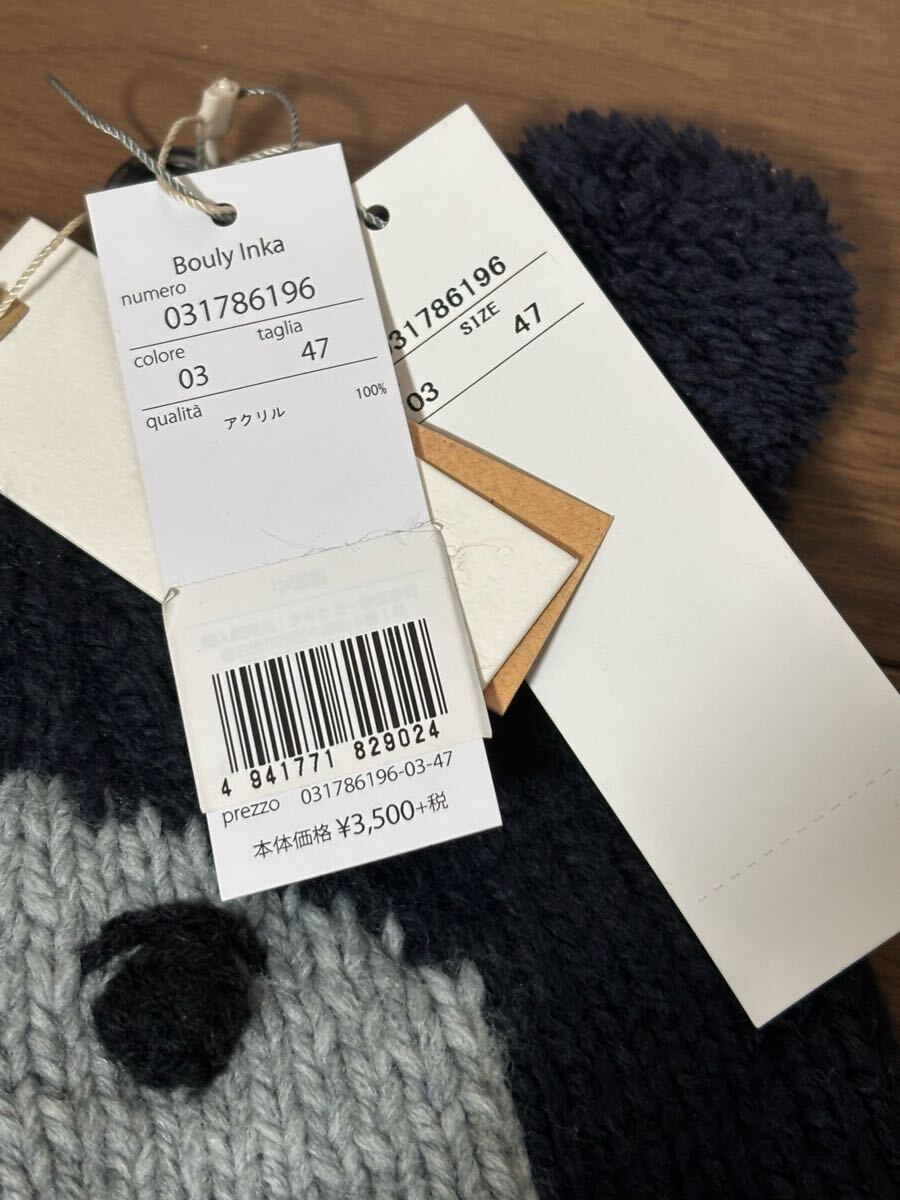 Bouly Inka
numero
031786196
colore taglia
03 47
qualità アクリル 100%
4 941771 829024
prezzo 031786196-03-47
本体価格 ¥3,500+税
31786196
SIZE
03 47